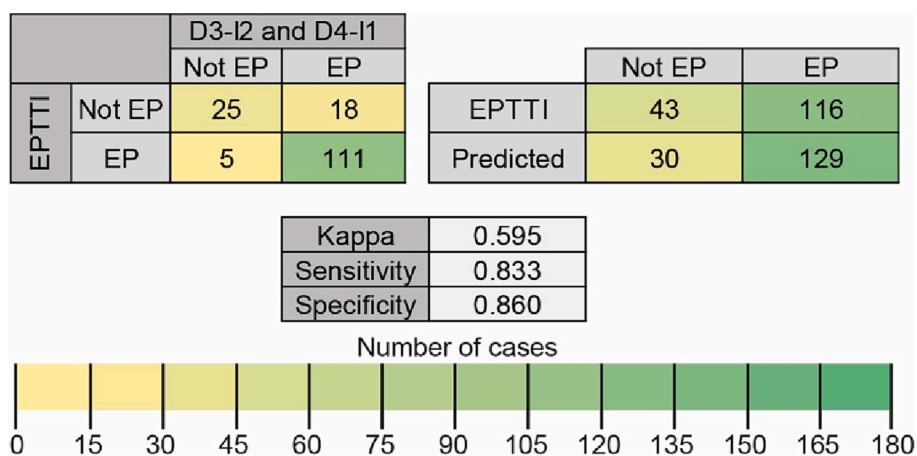 D3-I2 and D4-I1
Not EP EP
EPTTI
Not EP 25 18
EP 5 111
Not EP EP
EPTTI 43 116
Predicted 30 129
Kappa 0.595
Sensitivity 0.833
Specificity 0.860
Number of cases
0 15 30 45 60 75 90 105 120 135 150 165 180